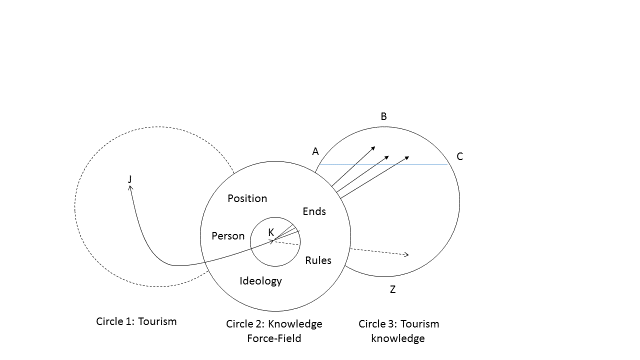 B
A
C
J
Position
Ends
Person
K
Rules
Ideology
Z
Circle 1: Tourism
Circle 2: Knowledge
Force-Field
Circle 3: Tourism
knowledge